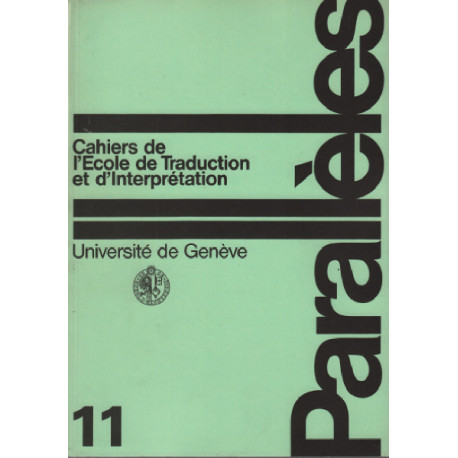 Cahiers de
l'Ecole de Traduction
et d'Interprétation
Université de Genève
11
Parallèles